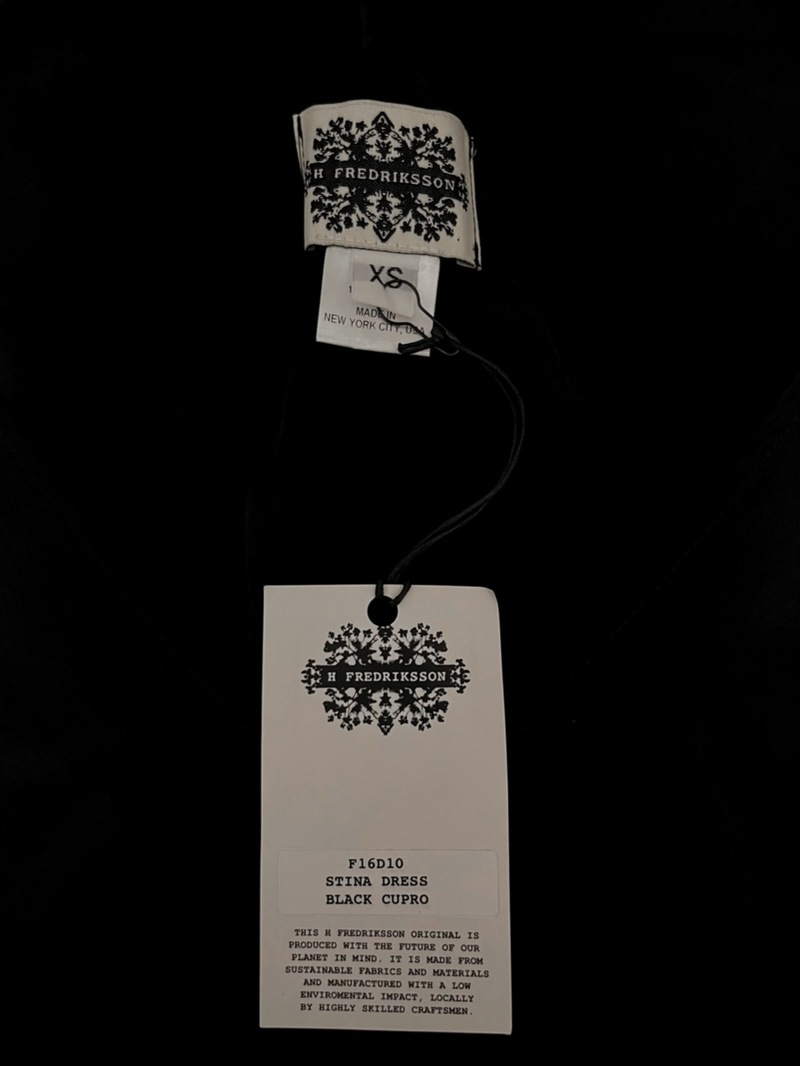 H FREDRIKSSON
XS
MADE IN
NEW YORK CITY, USA
H FREDRIKSSON
F16D10
STINA DRESS
BLACK CUPRO
THIS H FREDRIKSSON ORIGINAL IS
PRODUCED WITH THE FUTURE OF OUR
PLANET IN MIND. IT IS MADE FROM
SUSTAINABLE FABRICS AND MATERIALS
AND MANUFACTURED WITH A LOW
ENVIROMENTAL IMPACT, LOCALLY
BY HIGHLY SKILLED CRAFTSMEN.